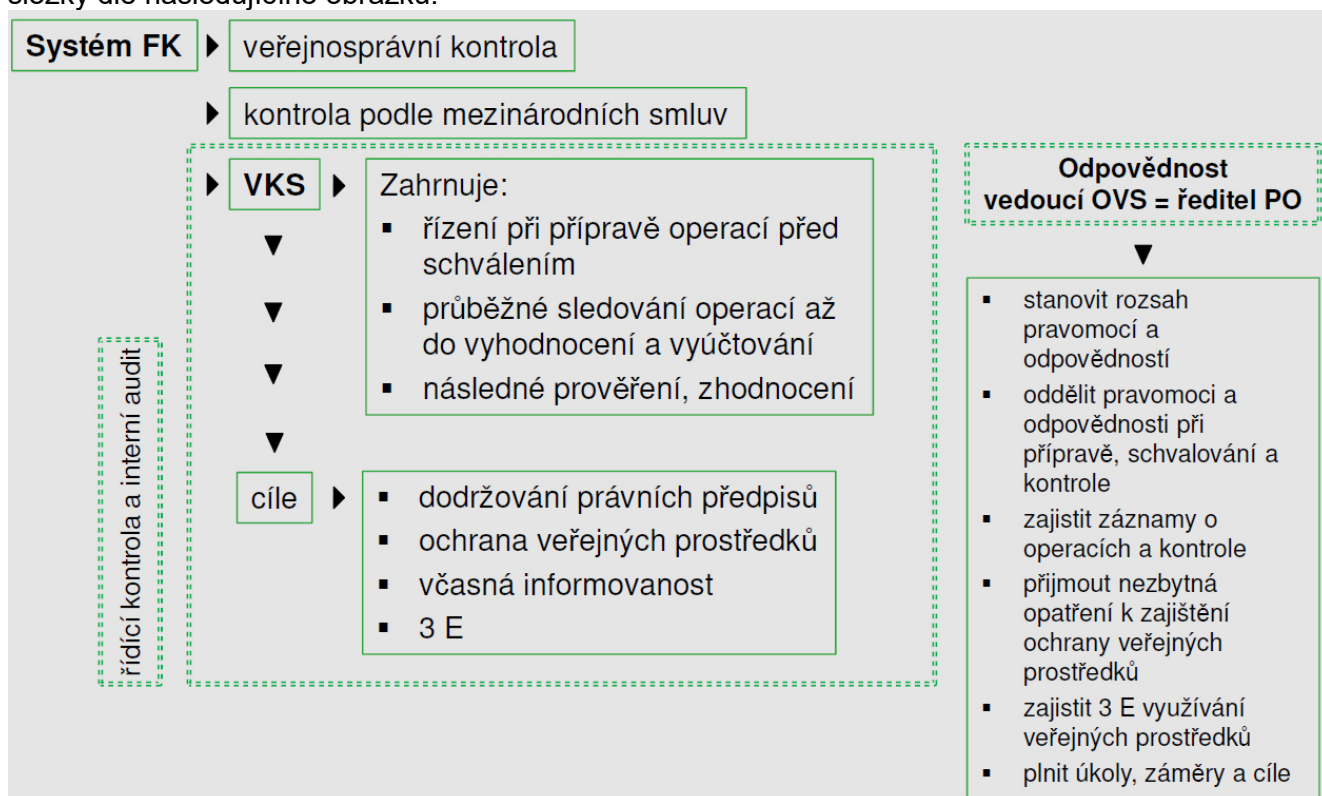 složky dle následujícího obrázku.
Systém FK
veřejnosprávní kontrola
kontrola podle mezinárodních smluv
VKS
Zahrnuje:
▪ řízení při přípravě operací před
schválením
▪ průběžné sledování operací až
do vyhodnocení a vyúčtování
▪ následné prověření, zhodnocení
cíle
▪ dodržování právních předpisů
▪ ochrana veřejných prostředků
▪ včasná informovanost
▪ 3 E
řídící kontrola a interní audit
Odpovědnost
vedoucí OVS = ředitel PO
▪ stanovit rozsah
pravomocí a
odpovědností
▪ oddělit pravomoci a
odpovědnosti při
přípravě, schvalování a
kontrole
▪ zajistit záznamy o
operacích a kontrole
▪ přijmout nezbytná
opatření k zajištění
ochrany veřejných
prostředků
▪ zajistit 3 E využívání
veřejných prostředků
▪ plnit úkoly, záměry a cíle